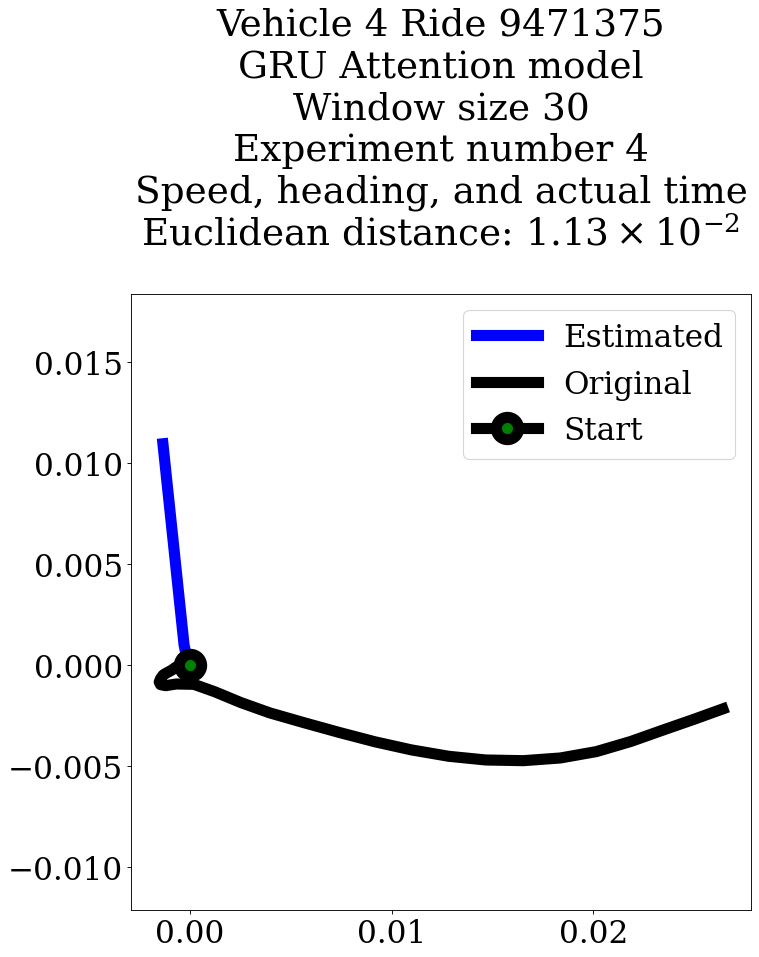 Vehicle 4 Ride 9471375
GRU Attention model
Window size 30
Experiment number 4
Speed, heading, and actual time
Euclidean distance: 1.13 × 10⁻²
Estimated
Original
Start
0.015
0.010
0.005
0.000
−0.005
−0.010
0.00 0.01 0.02